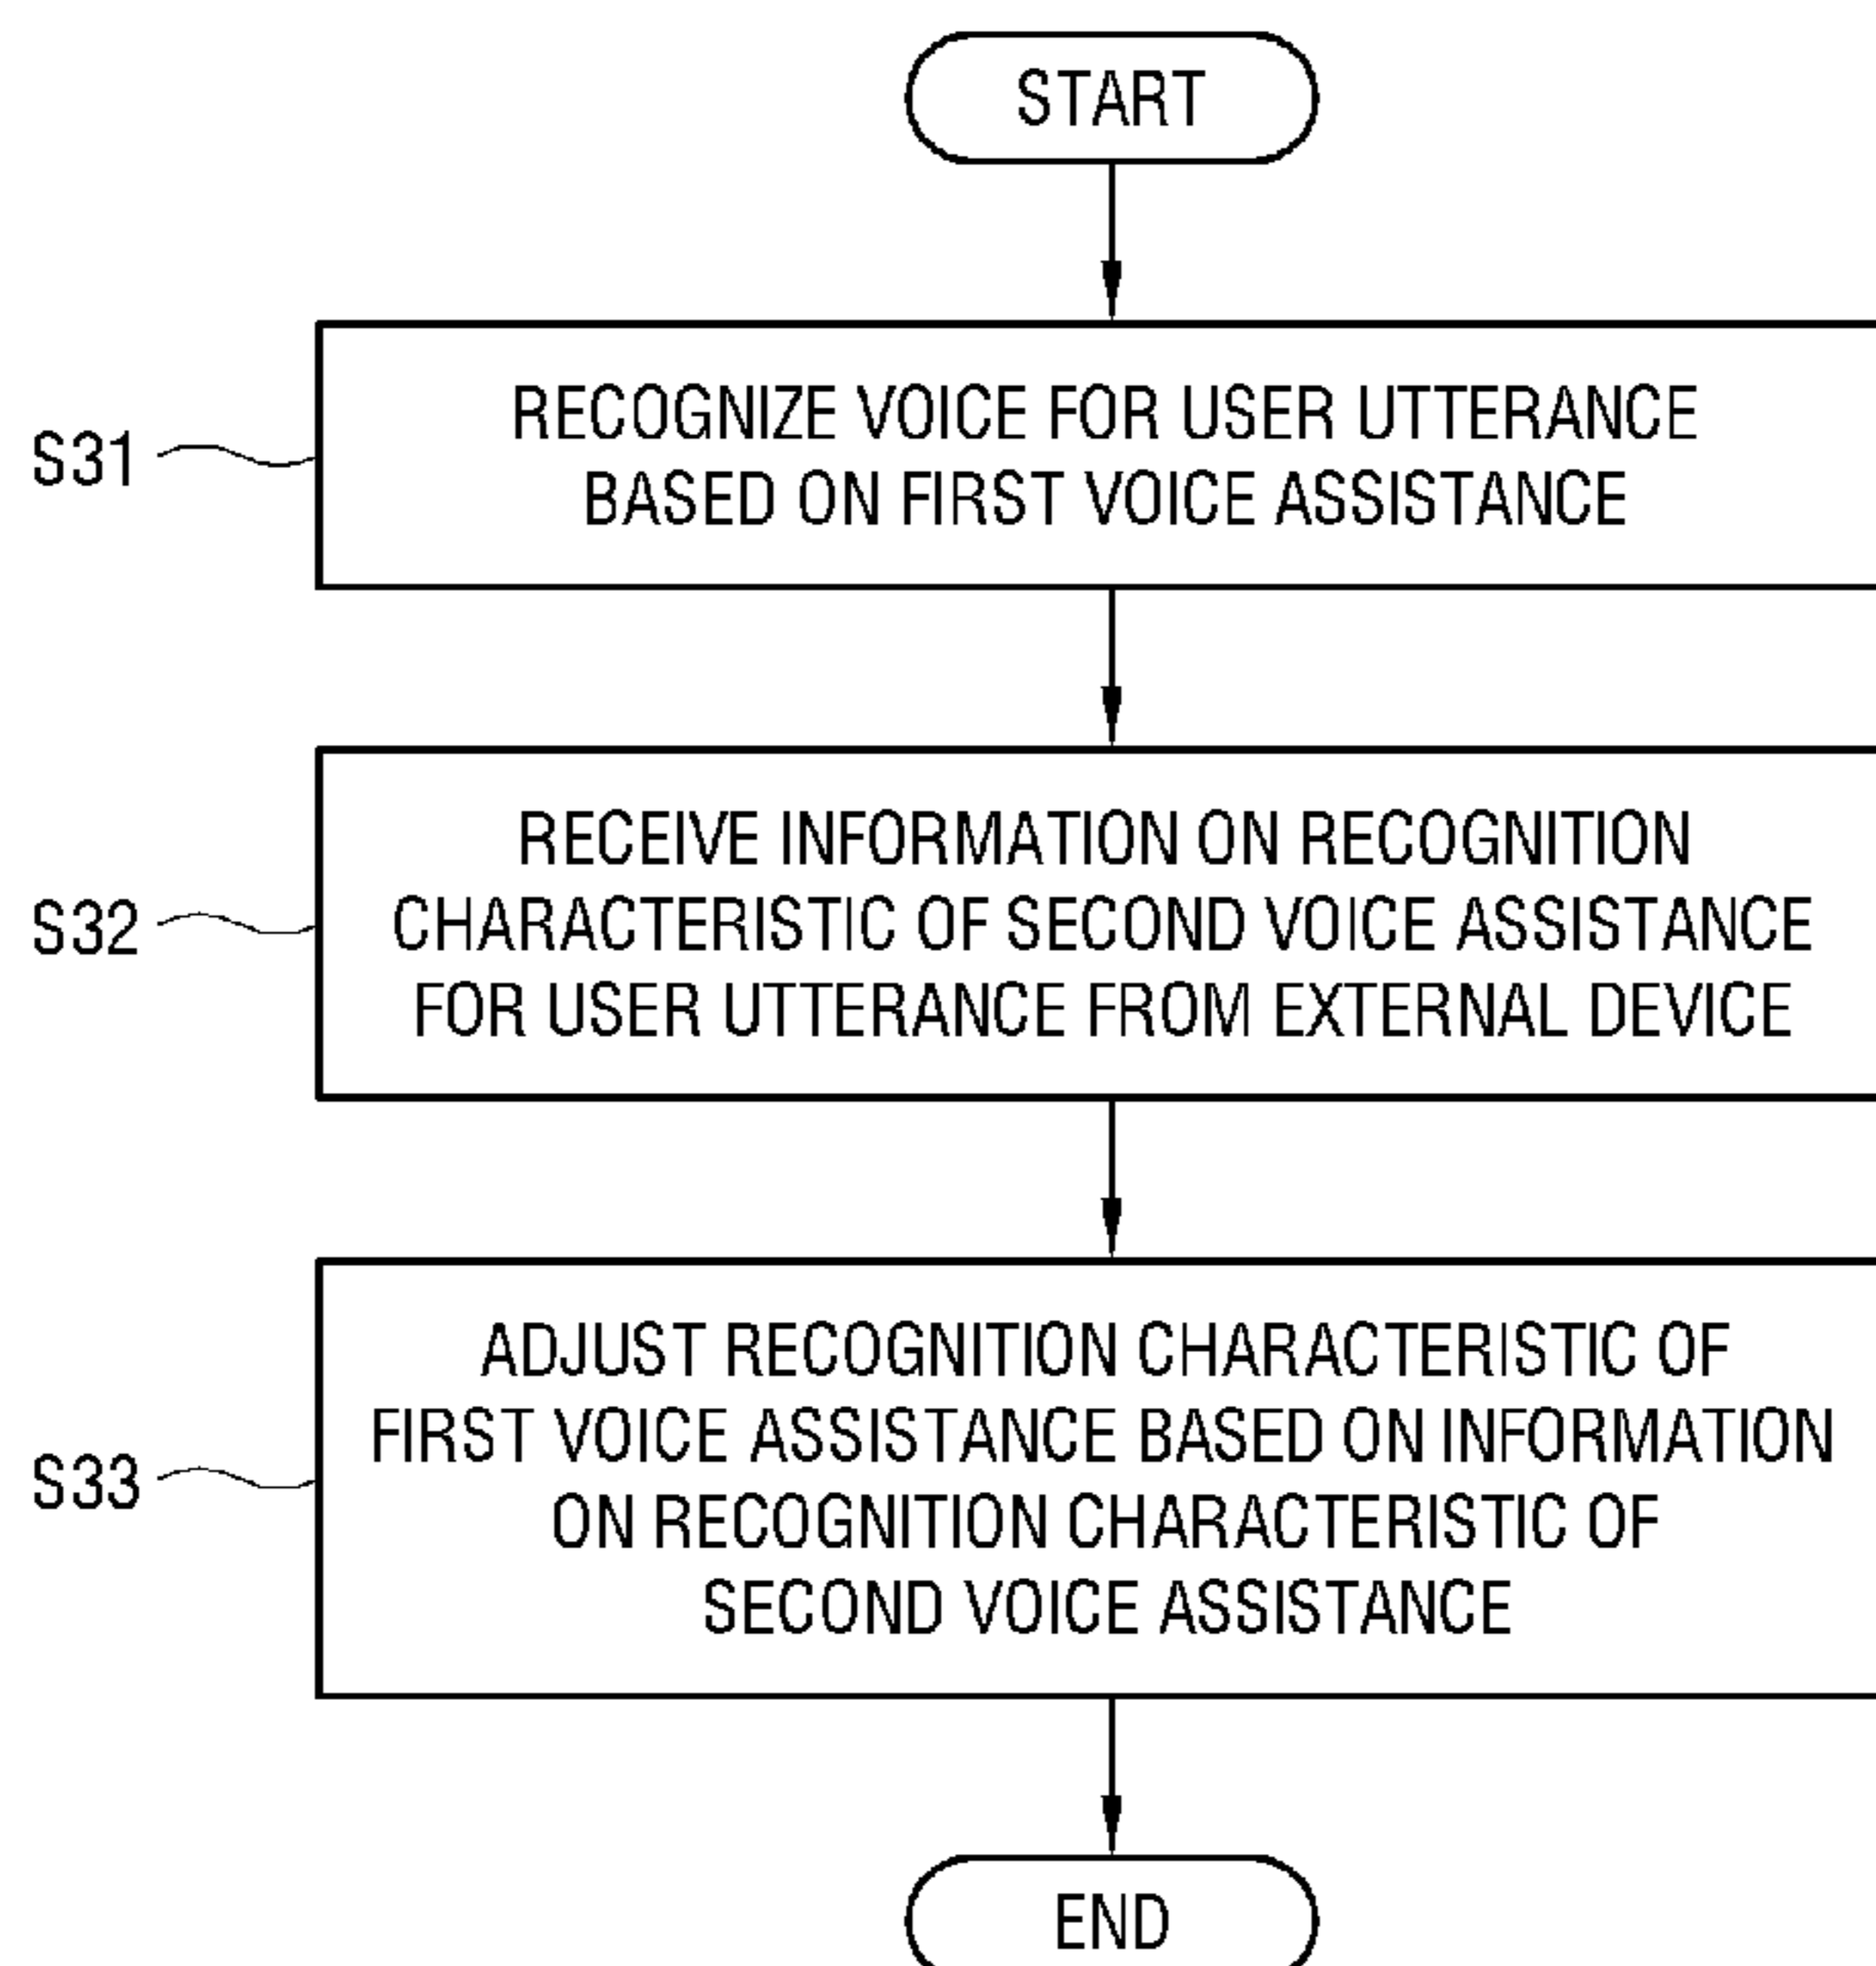 START
S31
RECOGNIZE VOICE FOR USER UTTERANCE
BASED ON FIRST VOICE ASSISTANCE
S32
RECEIVE INFORMATION ON RECOGNITION
CHARACTERISTIC OF SECOND VOICE ASSISTANCE
FOR USER UTTERANCE FROM EXTERNAL DEVICE
S33
ADJUST RECOGNITION CHARACTERISTIC OF
FIRST VOICE ASSISTANCE BASED ON INFORMATION
ON RECOGNITION CHARACTERISTIC OF
SECOND VOICE ASSISTANCE
END